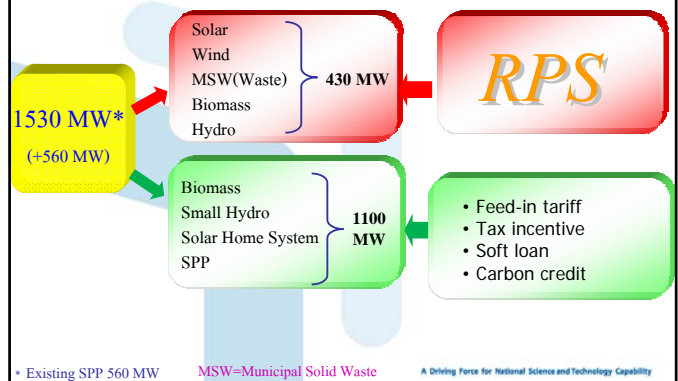 1530 MW*
(+560 MW)
Solar
Wind
MSW(Waste)
Biomass
Hydro
430 MW
RPS
Biomass
Small Hydro
Solar Home System
SPP
1100
MW
• Feed-in tariff
• Tax incentive
• Soft loan
• Carbon credit
* Existing SPP 560 MW
MSW=Municipal Solid Waste
A Driving Force for National Science and Technology Capability